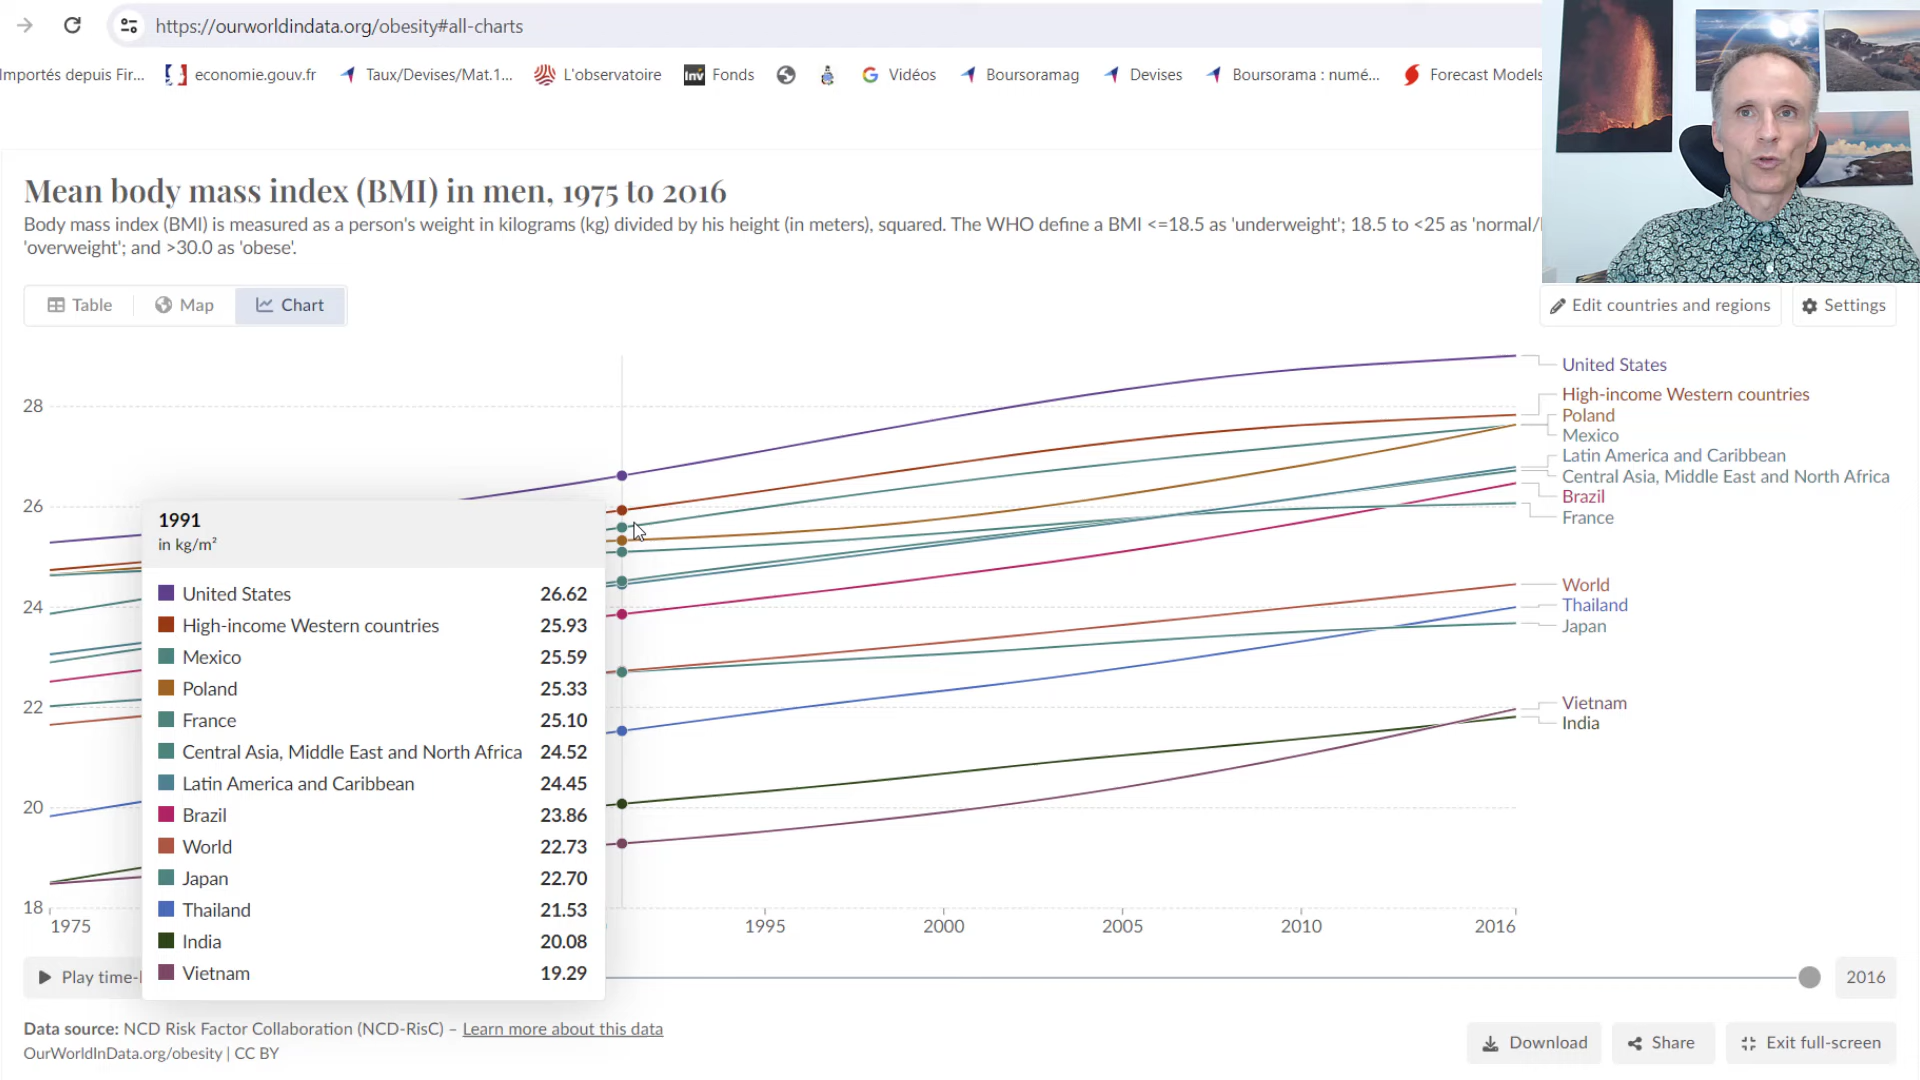 https://ourworldindata.org/obesity#all-charts
Importés depuis Fir... economie.gouv.fr Taux/Devises/Mat.1... L'observatoire Inv Fonds Vidéos Boursoramag Devises Boursorama : numé... Forecast Models
Mean body mass index (BMI) in men, 1975 to 2016
Body mass index (BMI) is measured as a person's weight in kilograms (kg) divided by his height (in meters), squared. The WHO define a BMI <=18.5 as 'underweight'; 18.5 to <25 as 'normal/
'overweight'; and >30.0 as 'obese'.
Table Map Chart
Edit countries and regions Settings
28
26
24
22
20
18
United States
High-income Western countries
Poland
Mexico
Latin America and Caribbean
Central Asia, Middle East and North Africa
Brazil
France
World
Thailand
Japan
Vietnam
India
1991
in kg/m²
United States 26.62
High-income Western countries 25.93
Mexico 25.59
Poland 25.33
France 25.10
Central Asia, Middle East and North Africa 24.52
Latin America and Caribbean 24.45
Brazil 23.86
World 22.73
Japan 22.70
Thailand 21.53
India 20.08
Vietnam 19.29
1975 1995 2000 2005 2010 2016
Play time-
2016
Data source: NCD Risk Factor Collaboration (NCD-RisC) – Learn more about this data
OurWorldInData.org/obesity | CC BY
Download Share Exit full-screen